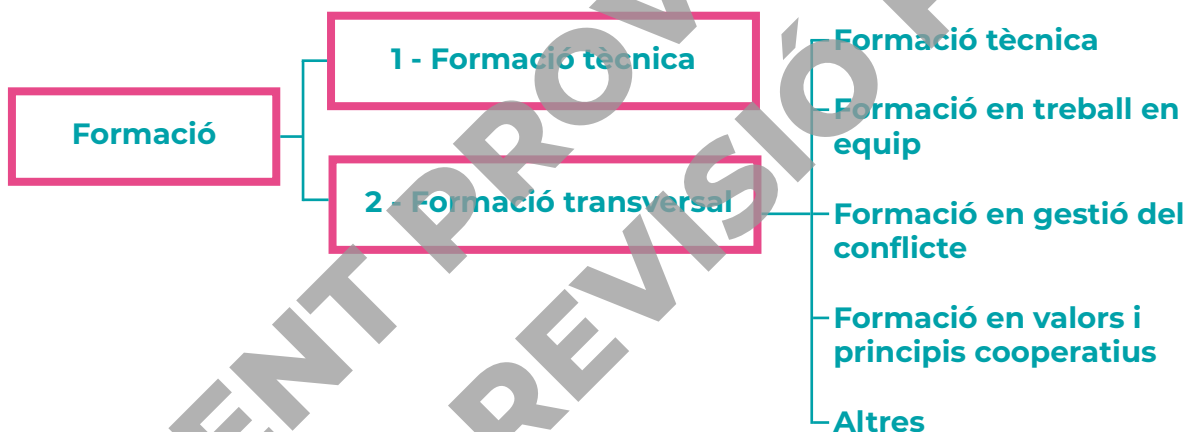 Formació
1 - Formació tècnica
2 - Formació transversal
Formació tècnica
Formació en treball en
equip
Formació en gestió del
conflicte
Formació en valors i
principis cooperatius
Altres
REVISIÓ